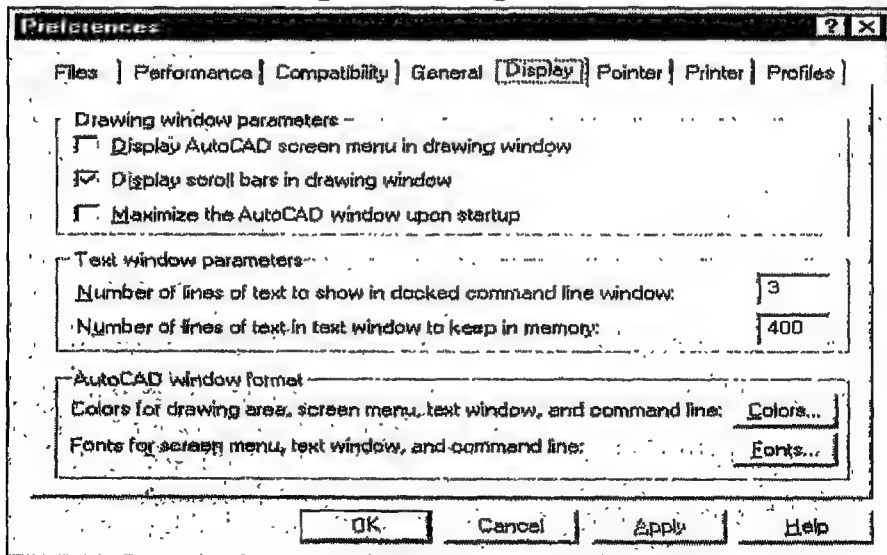 Preferences ? X
Files Performance Compatibility General Display Pointer Printer Profiles
Drawing window parameters
Display AutoCAD screen menu in drawing window
Display scroll bars in drawing window
Maximize the AutoCAD window upon startup
Text window parameters
Number of lines of text to show in docked command line window: 3
Number of lines of text in text window to keep in memory: 400
AutoCAD window format
Colors for drawing area, screen menu, text window, and command line: Colors...
Fonts for screen menu, text window, and command line: Fonts...
OK Cancel Apply Help